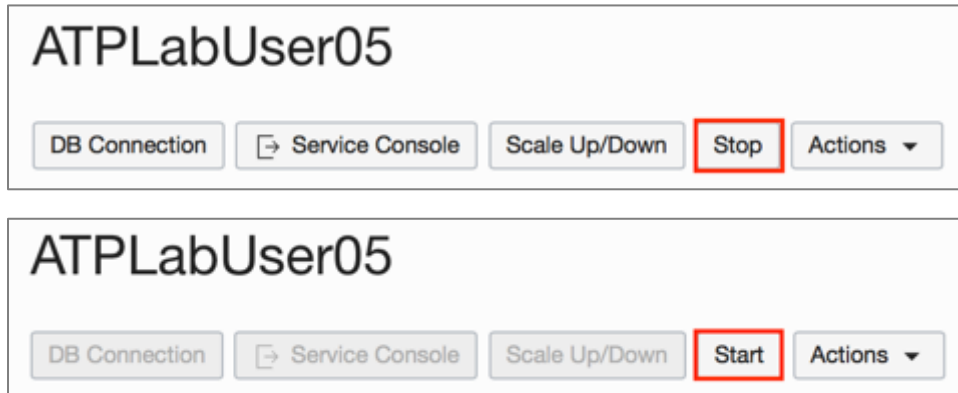 ATPLabUser05
DB Connection Service Console Scale Up/Down Stop Actions
ATPLabUser05
DB Connection Service Console Scale Up/Down Start Actions